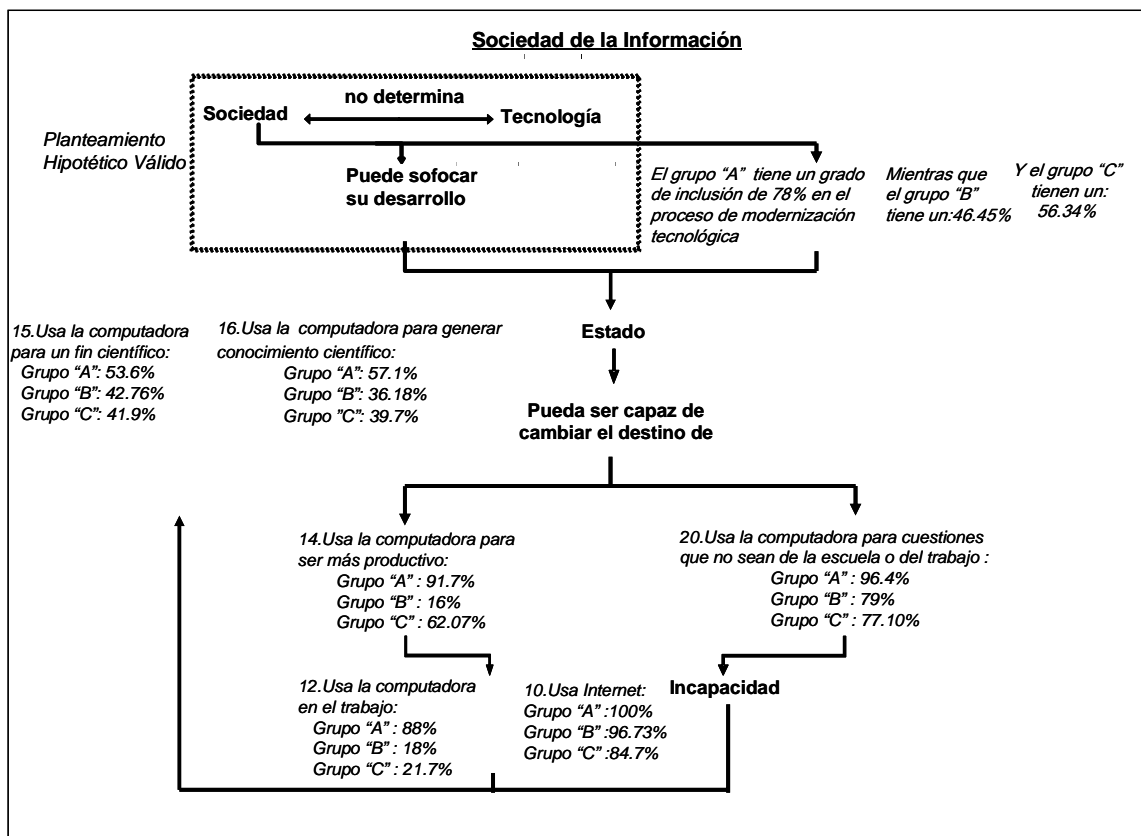 Sociedad de la Información
no determina
Sociedad
Tecnología
Planteamiento
Hipotético Válido
Puede sofocar
su desarrollo
El grupo “A” tiene un grado
de inclusión de 78% en el
proceso de modernización
tecnológica
Mientras que
el grupo “B”
tiene un:46.45%
Y el grupo “C”
tienen un:
56.34%
15.Usa la computadora
para un fin científico:
Grupo “A”: 53.6%
Grupo “B”: 42.76%
Grupo “C”: 41.9%
16.Usa la computadora para generar
conocimiento científico:
Grupo “A”: 57.1%
Grupo “B”: 36.18%
Grupo ”C”: 39.7%
Estado
Pueda ser capaz de
cambiar el destino de
14.Usa la computadora para
ser más productivo:
Grupo “A” : 91.7%
Grupo “B” : 16%
Grupo “C” : 62.07%
20.Usa la computadora para cuestiones
que no sean de la escuela o del trabajo :
Grupo “A” : 96.4%
Grupo “B” : 79%
Grupo “C” : 77.10%
12.Usa la computadora
en el trabajo:
Grupo “A” : 88%
Grupo “B” : 18%
Grupo “C” : 21.7%
10.Usa Internet:
Grupo “A” :100%
Grupo “B” :96.73%
Grupo “C” :84.7%
Incapacidad